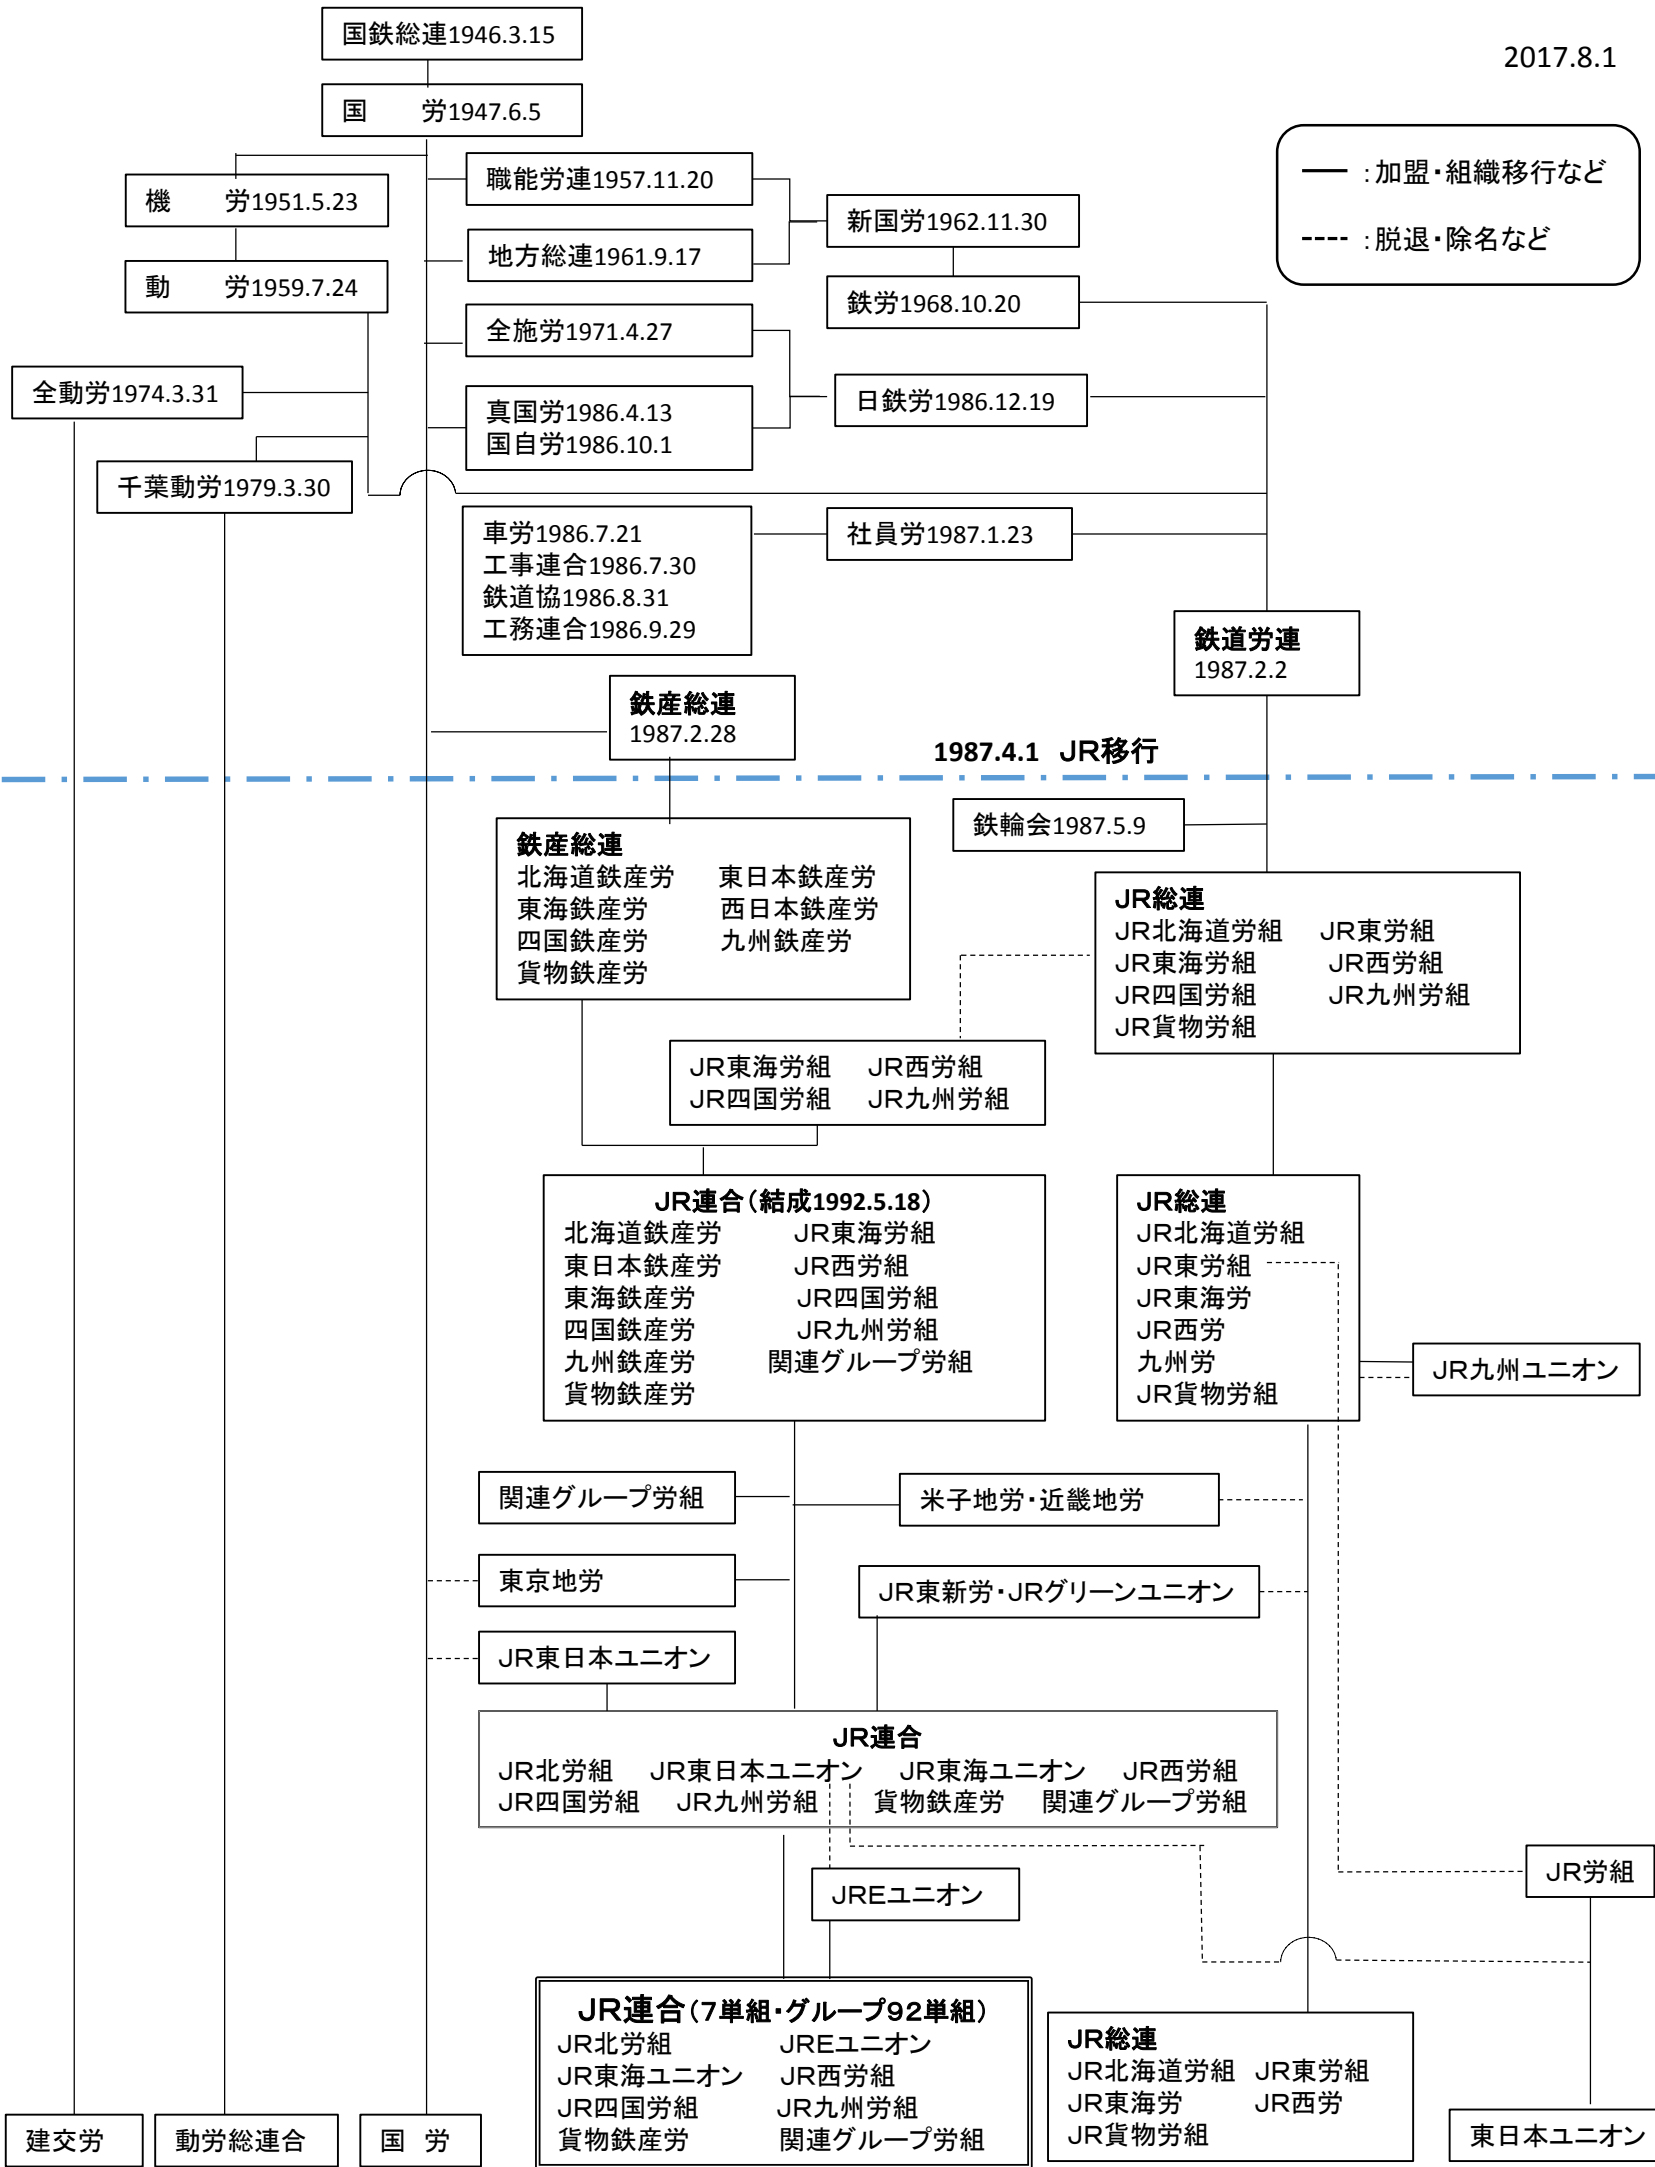 国鉄総連1946.3.15
2017.8.1
国 労1947.6.5
―― :加盟・組織移行など
---- :脱退・除名など
機 労1951.5.23
職能労連1957.11.20
新国労1962.11.30
地方総連1961.9.17
動 労1959.7.24
鉄労1968.10.20
全施労1971.4.27
全動労1974.3.31
真国労1986.4.13
国自労1986.10.1
日鉄労1986.12.19
千葉動労1979.3.30
車労1986.7.21
工事連合1986.7.30
鉄道協1986.8.31
工務連合1986.9.29
社員労1987.1.23
鉄道労連
1987.2.2
鉄産総連
1987.2.28
1987.4.1 JR移行
鉄輪会1987.5.9
鉄産総連
北海道鉄産労 東日本鉄産労
東海鉄産労 西日本鉄産労
四国鉄産労 九州鉄産労
貨物鉄産労
JR総連
JR北海道労組 JR東労組
JR東海労組 JR西労組
JR四国労組 JR九州労組
JR貨物労組
JR東海労組 JR西労組
JR四国労組 JR九州労組
JR連合(結成1992.5.18)
北海道鉄産労 JR東海労組
東日本鉄産労 JR西労組
東海鉄産労 JR四国労組
四国鉄産労 JR九州労組
九州鉄産労 関連グループ労組
貨物鉄産労
JR総連
JR北海道労組
JR東労組
JR東海労
JR西労
九州労
JR貨物労組
JR九州ユニオン
関連グループ労組
米子地労・近畿地労
東京地労
JR東新労・JRグリーンユニオン
JR東日本ユニオン
JR連合
JR北労組 JR東日本ユニオン JR東海ユニオン JR西労組
JR四国労組 JR九州労組 貨物鉄産労 関連グループ労組
JR労組
JREユニオン
JR連合(7単組・グループ92単組)
JR北労組 JREユニオン
JR東海ユニオン JR西労組
JR四国労組 JR九州労組
貨物鉄産労 関連グループ労組
JR総連
JR北海道労組 JR東労組
JR東海労 JR西労
JR貨物労組
建交労
動労総連合
国 労
東日本ユニオン